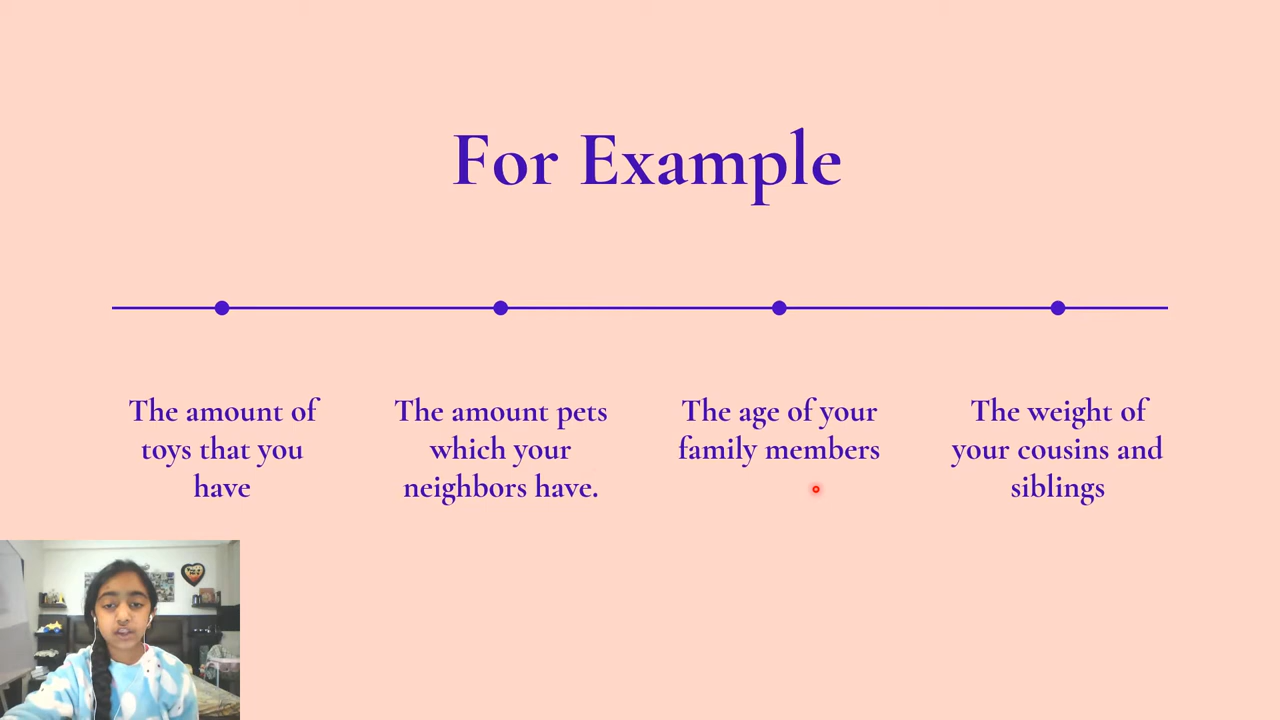 For Example
The amount of
toys that you
have
The amount pets
which your
neighbors have.
The age of your
family members
The weight of
your cousins and
siblings